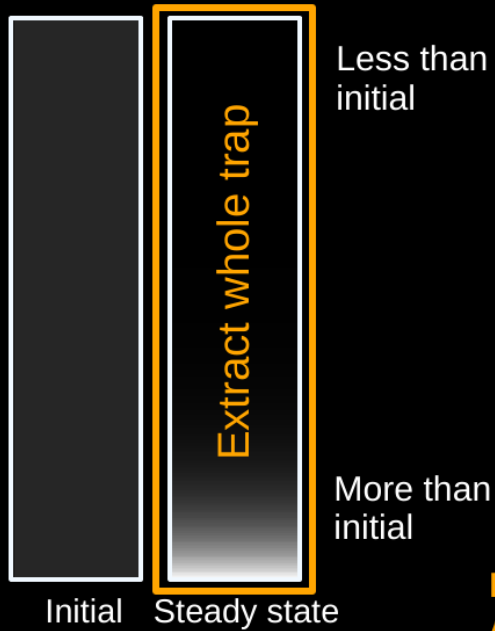 Less than
initial
Extract whole trap
More than
initial
Initial
Steady state